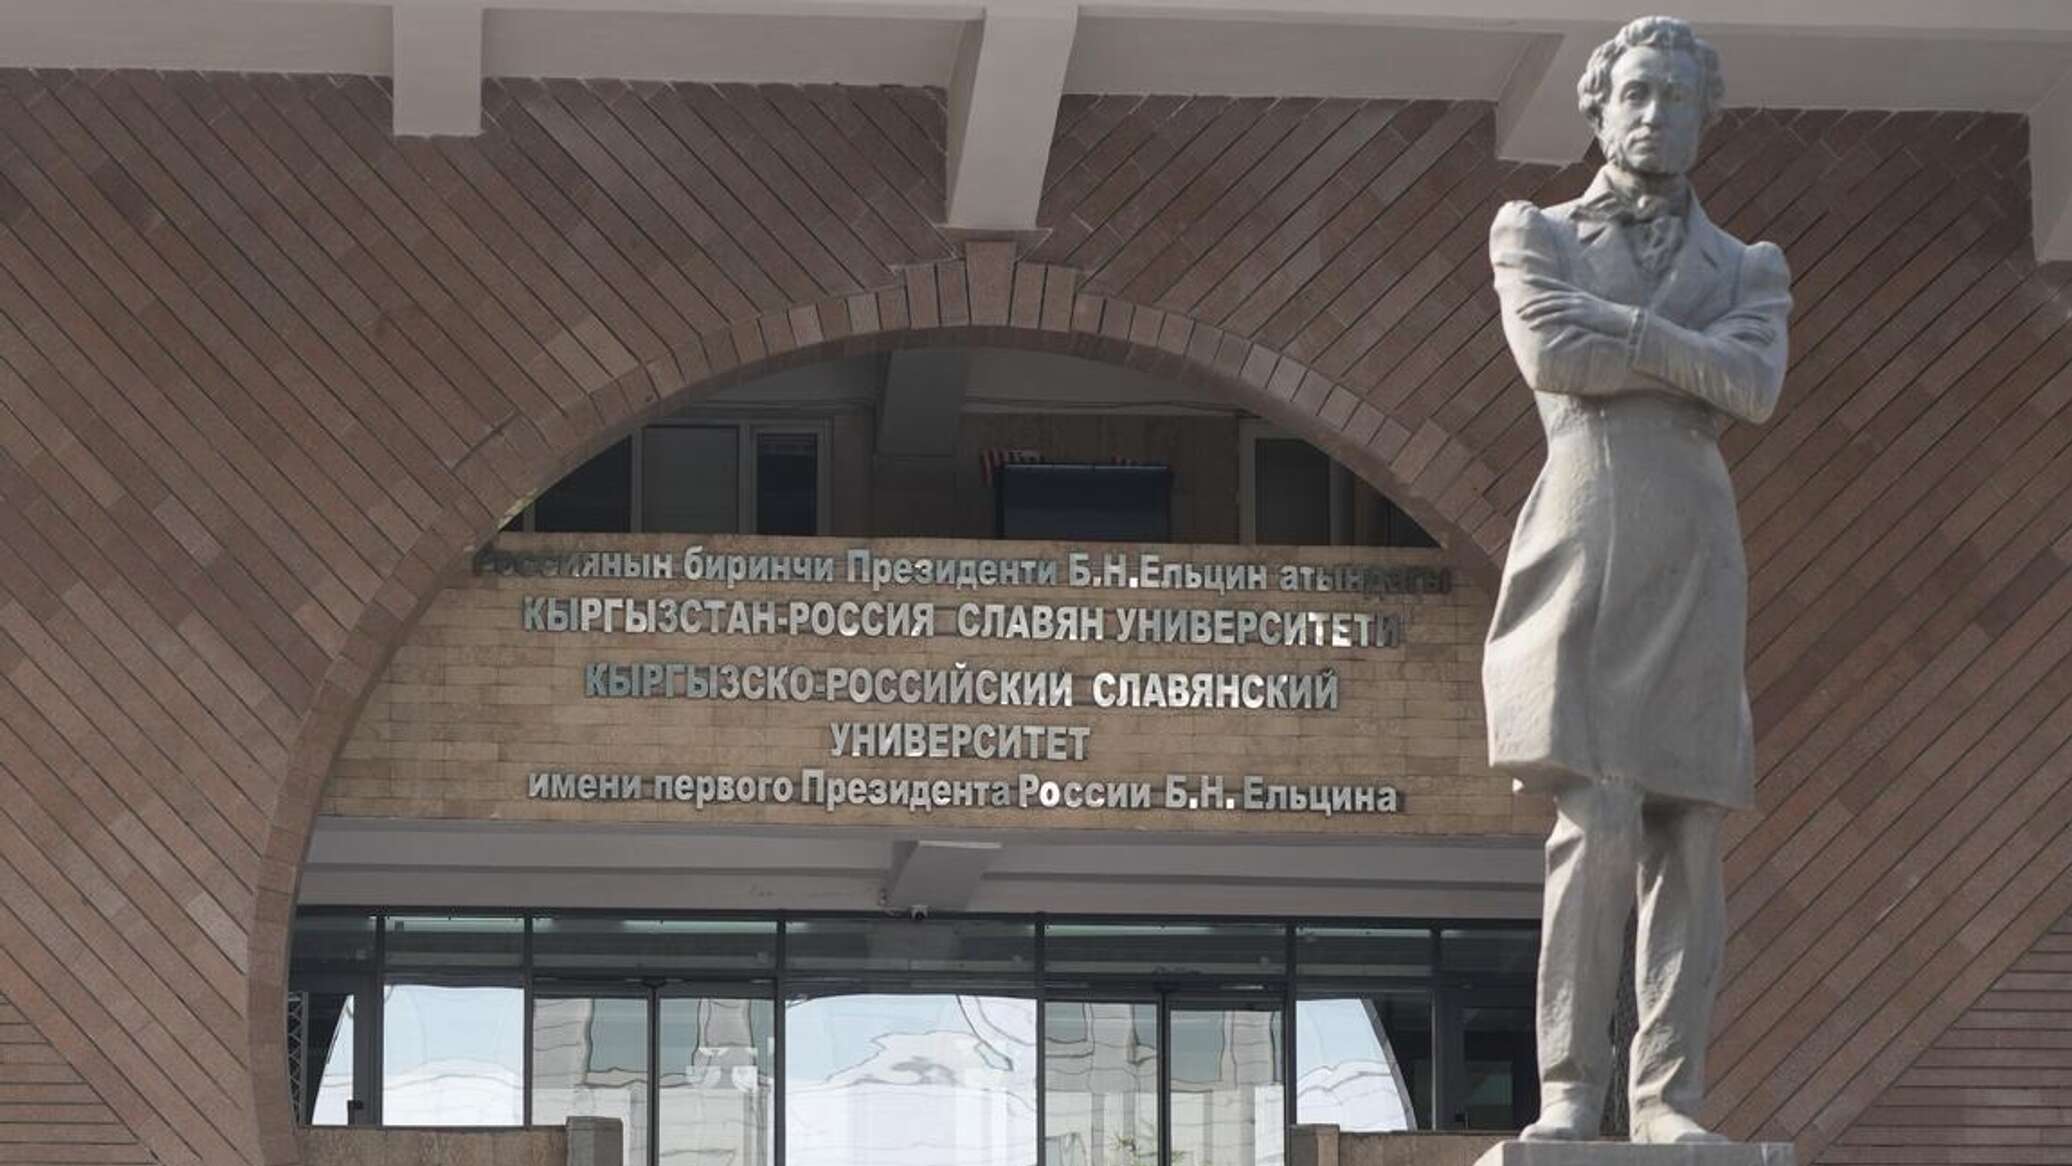 Россиянын биринчи Президенти Б.Н.Ельцин атындагы
КЫРГЫЗСТАН-РОССИЯ СЛАВЯН УНИВЕРСИТЕТИ
КЫРГЫЗСКО-РОССИЙСКИЙ СЛАВЯНСКИЙ
УНИВЕРСИТЕТ
имени первого Президента России Б.Н. Ельцина